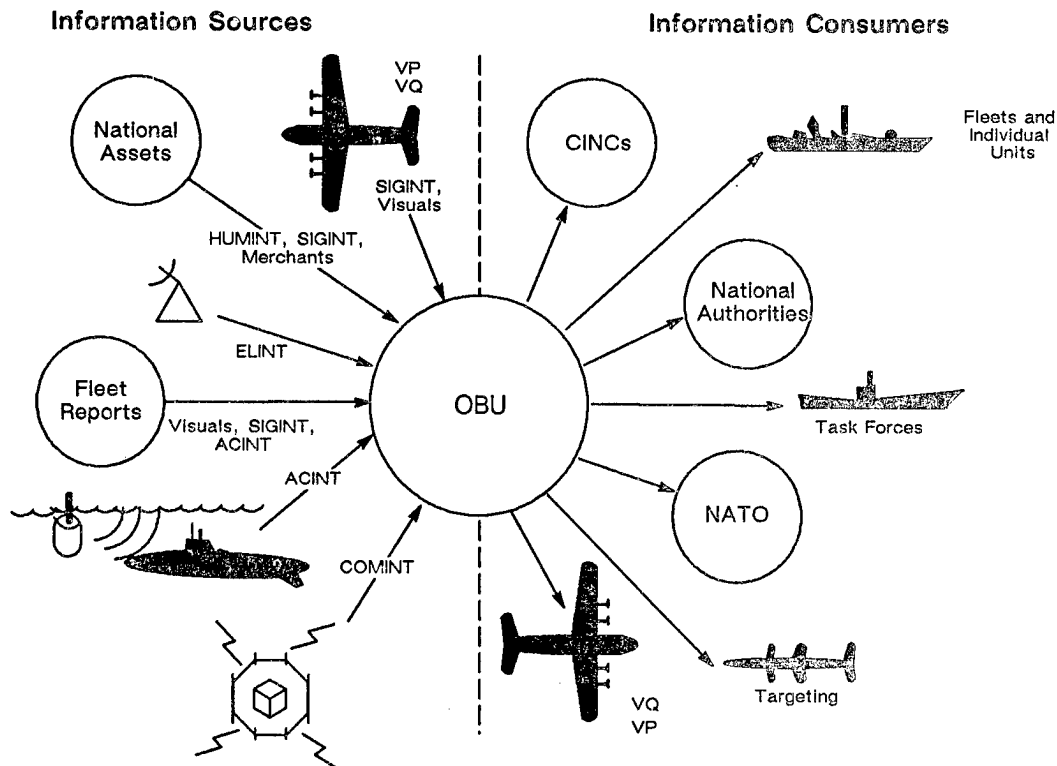 Information Sources
Information Consumers
VP
VQ
National
Assets
CINCs
Fleets and
Individual
Units
SIGINT,
Visuals
HUMINT, SIGINT,
Merchants
National
Authorities
ELINT
Fleet
Reports
OBU
Visuals, SIGINT,
ACINT
Task Forces
ACINT
NATO
COMINT
VQ
VP
Targeting